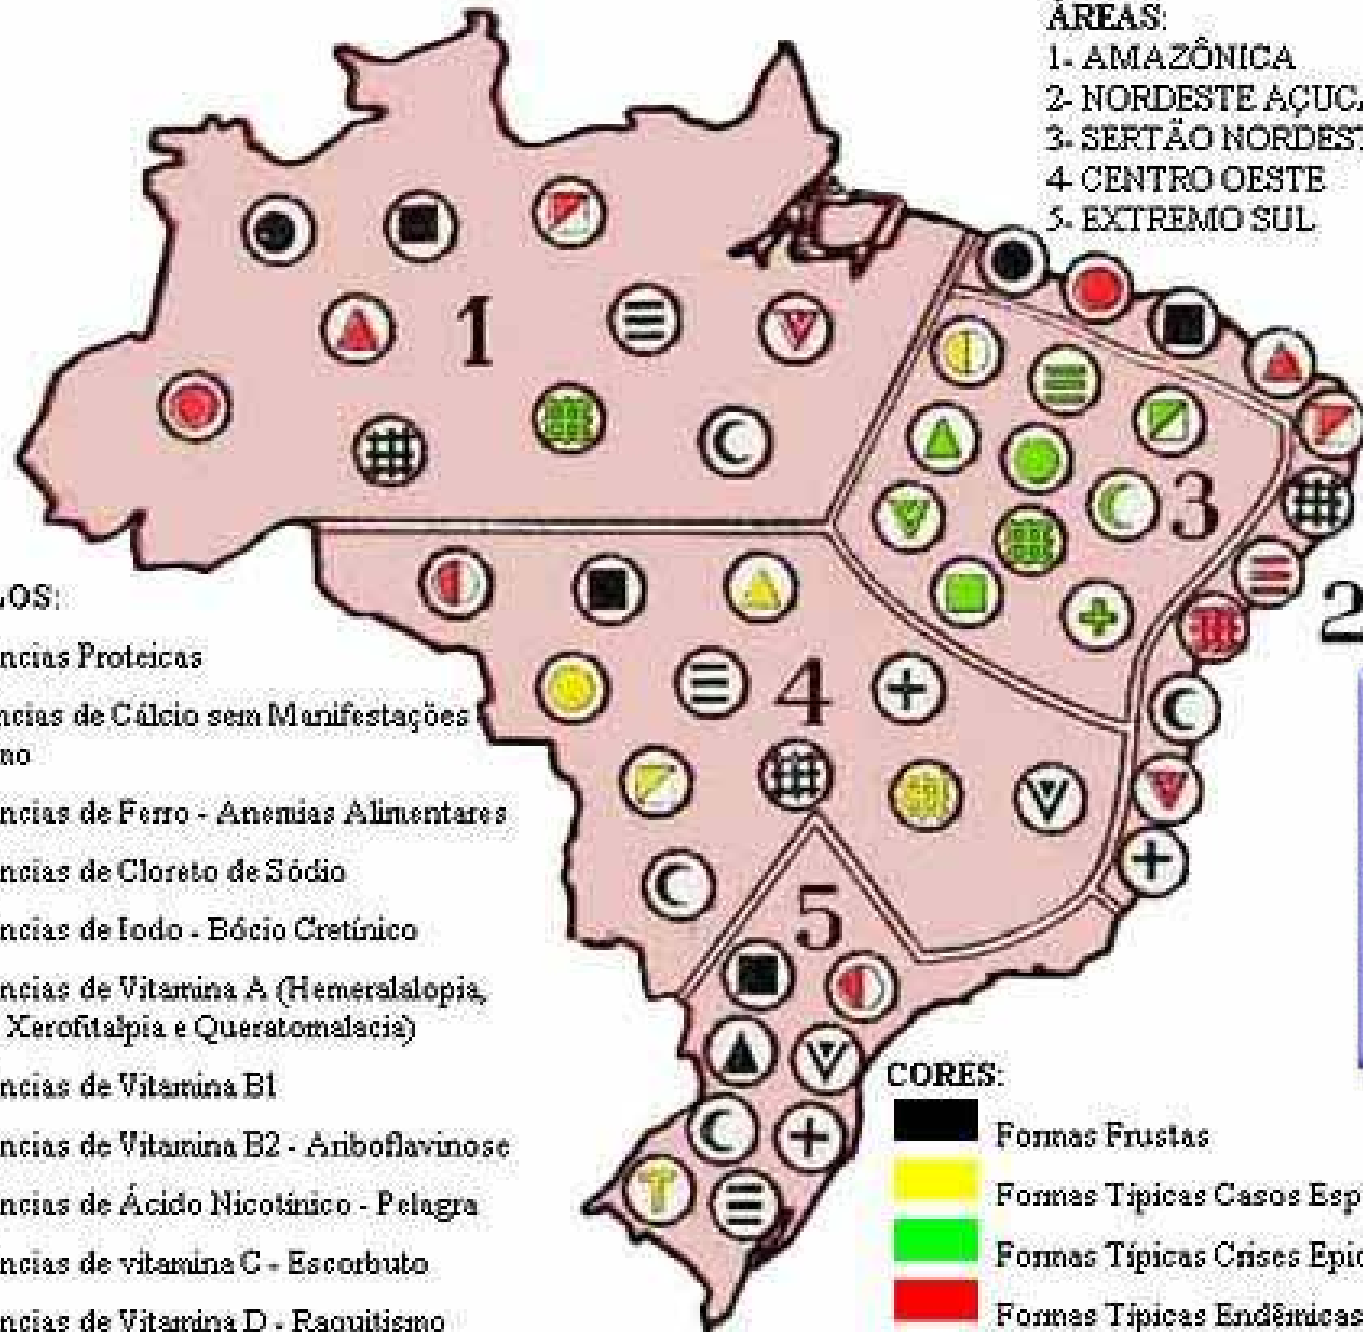 ÁREAS:
1- AMAZÔNICA
2- NORDESTE AÇUC.
3- SERTÃO NORDEST
4- CENTRO OESTE
5- EXTREMO SUL
1
3
2
4
5
LOS:
ncias Proteicas
ncias de Cálcio sem Manifestações
no
ncias de Ferro - Anemias Alimentares
ncias de Cloreto de Sódio
ncias de Iodo - Bócio Cretínico
ncias de Vitamina A (Hemeralalopia,
Xerofitalpia e Queratomalacia)
ncias de Vitamina B1
ncias de Vitamina B2 - Ariboflavinose
ncias de Ácido Nicotínico - Pelagra
ncias de vitamina C - Escorbuto
ncias de Vitamina D - Raquitismo
CORES:
Formas Frustas
Formas Típicas Casos Esp
Formas Típicas Crises Epid
Formas Típicas Endêmicas